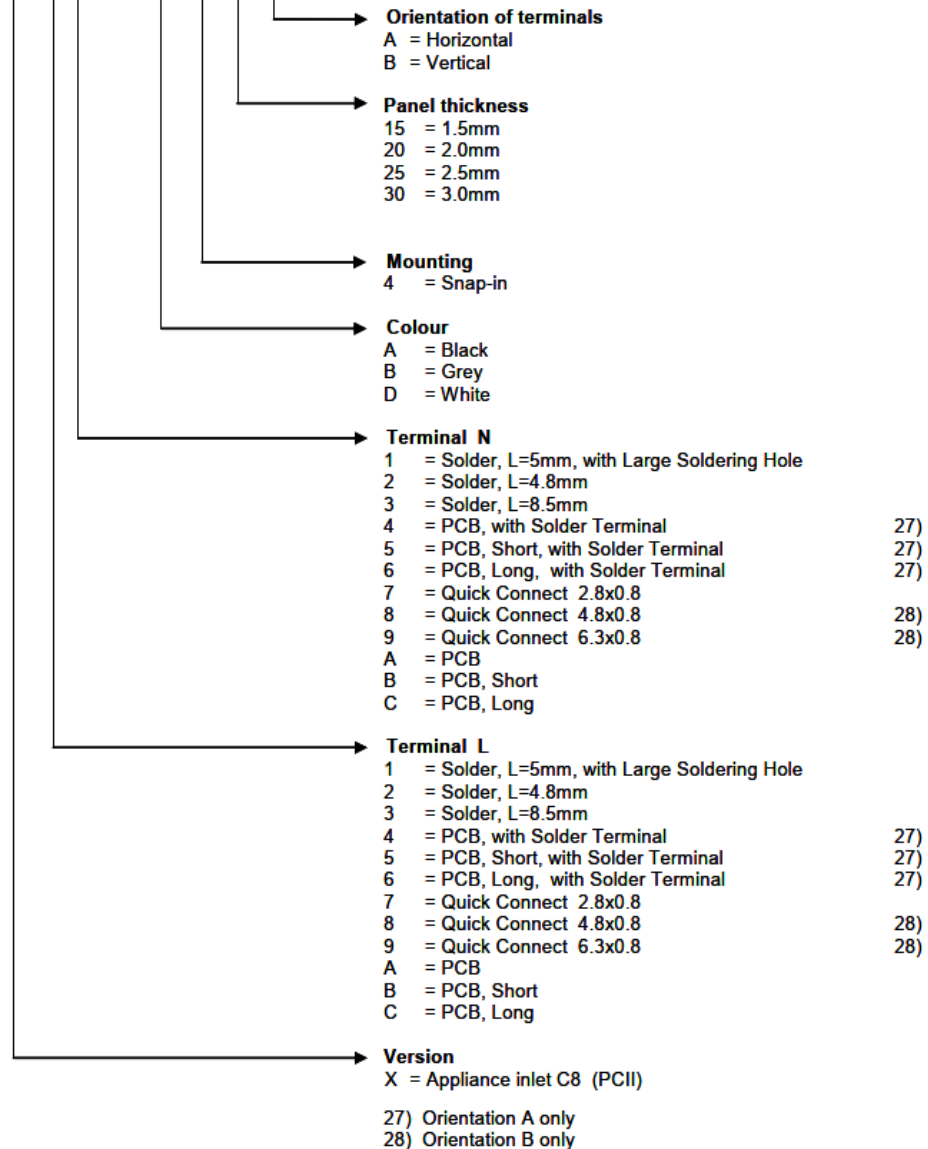 Orientation of terminals
A = Horizontal
B = Vertical
Panel thickness
15 = 1.5mm
20 = 2.0mm
25 = 2.5mm
30 = 3.0mm
Mounting
4 = Snap-in
Colour
A = Black
B = Grey
D = White
Terminal N
1 = Solder, L=5mm, with Large Soldering Hole
2 = Solder, L=4.8mm
3 = Solder, L=8.5mm
4 = PCB, with Solder Terminal 27)
5 = PCB, Short, with Solder Terminal 27)
6 = PCB, Long, with Solder Terminal 27)
7 = Quick Connect 2.8x0.8
8 = Quick Connect 4.8x0.8 28)
9 = Quick Connect 6.3x0.8 28)
A = PCB
B = PCB, Short
C = PCB, Long
Terminal L
1 = Solder, L=5mm, with Large Soldering Hole
2 = Solder, L=4.8mm
3 = Solder, L=8.5mm
4 = PCB, with Solder Terminal 27)
5 = PCB, Short, with Solder Terminal 27)
6 = PCB, Long, with Solder Terminal 27)
7 = Quick Connect 2.8x0.8
8 = Quick Connect 4.8x0.8 28)
9 = Quick Connect 6.3x0.8 28)
A = PCB
B = PCB, Short
C = PCB, Long
Version
X = Appliance inlet C8 (PCII)
27) Orientation A only
28) Orientation B only